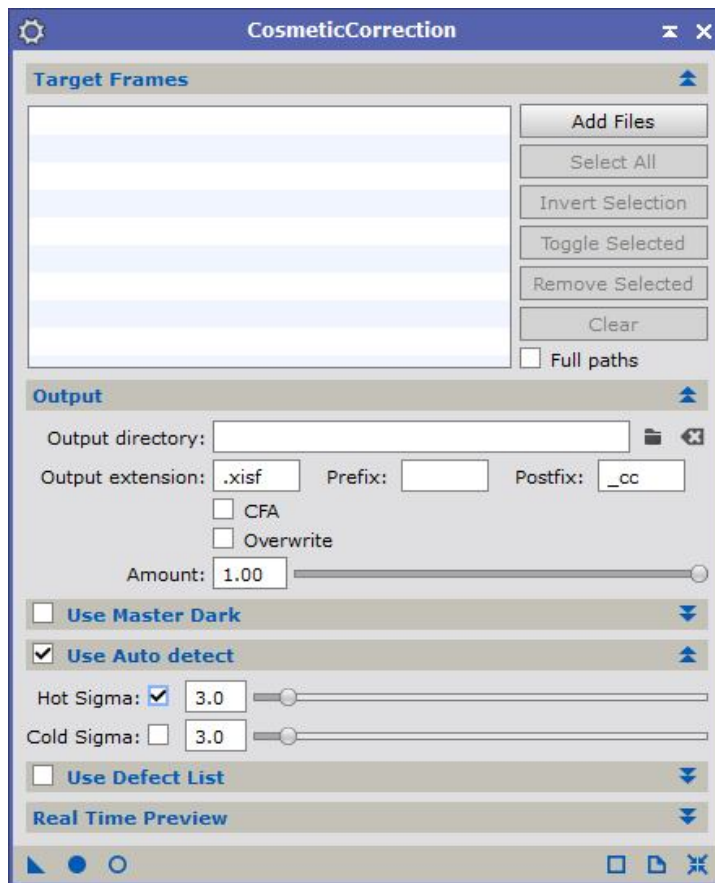 CosmeticCorrection
Target Frames
Add Files
Select All
Invert Selection
Toggle Selected
Remove Selected
Clear
Full paths
Output
Output directory:
Output extension: .xisf Prefix: Postfix: _cc
CFA
Overwrite
Amount: 1.00
Use Master Dark
Use Auto detect
Hot Sigma: 3.0
Cold Sigma: 3.0
Use Defect List
Real Time Preview